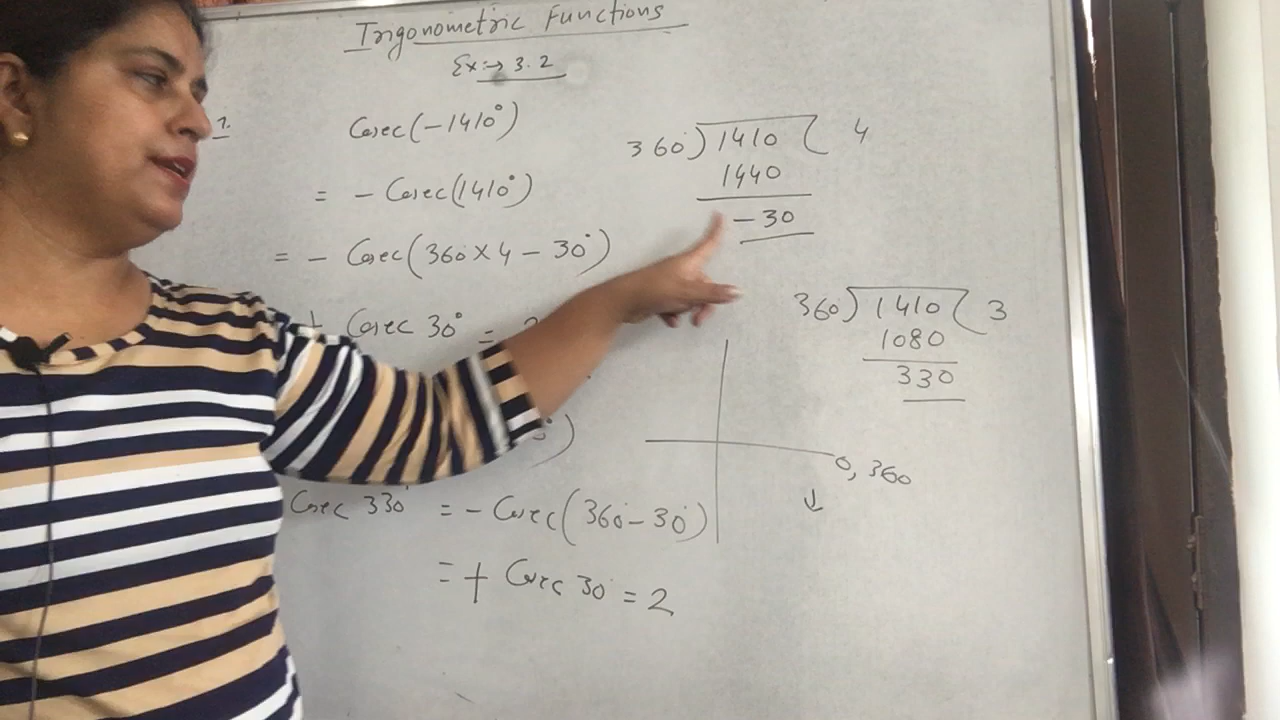 Trigonometric Functions
Ex:→ 3.2
7.
Cosec(-1410°)
= - Cosec(1410°)
= - Cosec(360×4 - 30°)
+ Cosec 30° =
Cosec 330° = - Cosec(360° - 30°)
= + Cosec 30° = 2
360°) 1410 ( 4
1440
-30
360) 1410 ( 3
1080
330
0, 360
↓